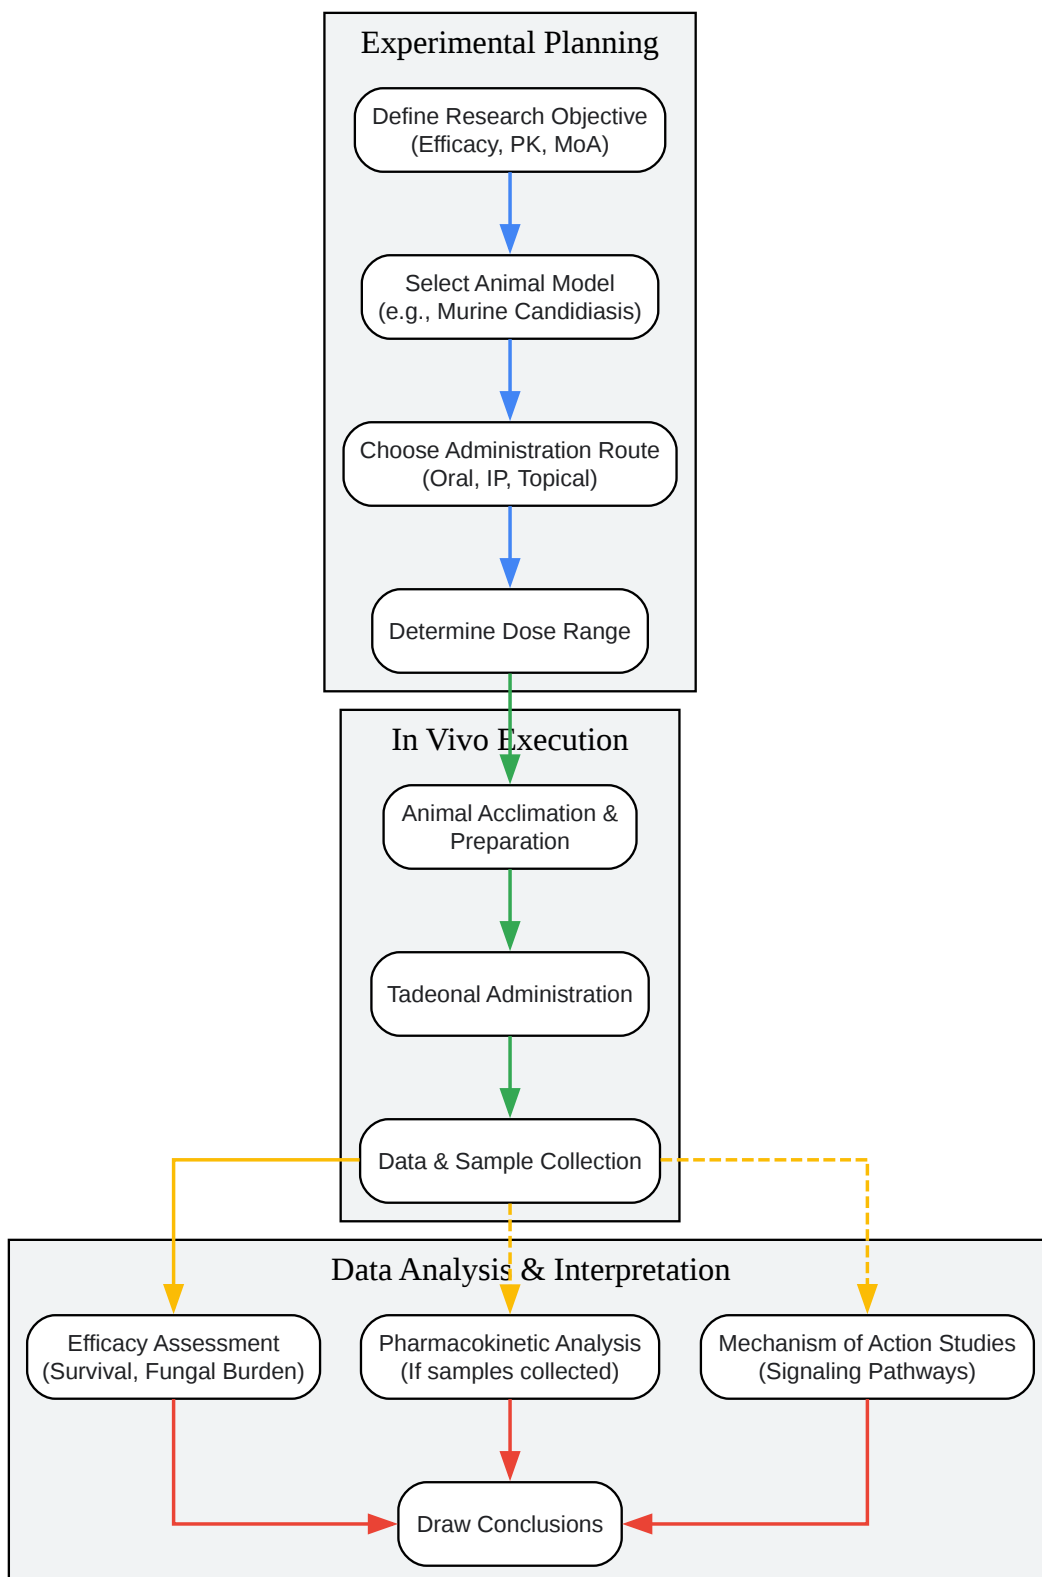 Experimental Planning
Define Research Objective
(Efficacy, PK, MoA)
Select Animal Model
(e.g., Murine Candidiasis)
Choose Administration Route
(Oral, IP, Topical)
Determine Dose Range
In Vivo Execution
Animal Acclimation &
Preparation
Tadeonal Administration
Data & Sample Collection
Data Analysis & Interpretation
Efficacy Assessment
(Survival, Fungal Burden)
Pharmacokinetic Analysis
(If samples collected)
Mechanism of Action Studies
(Signaling Pathways)
Draw Conclusions